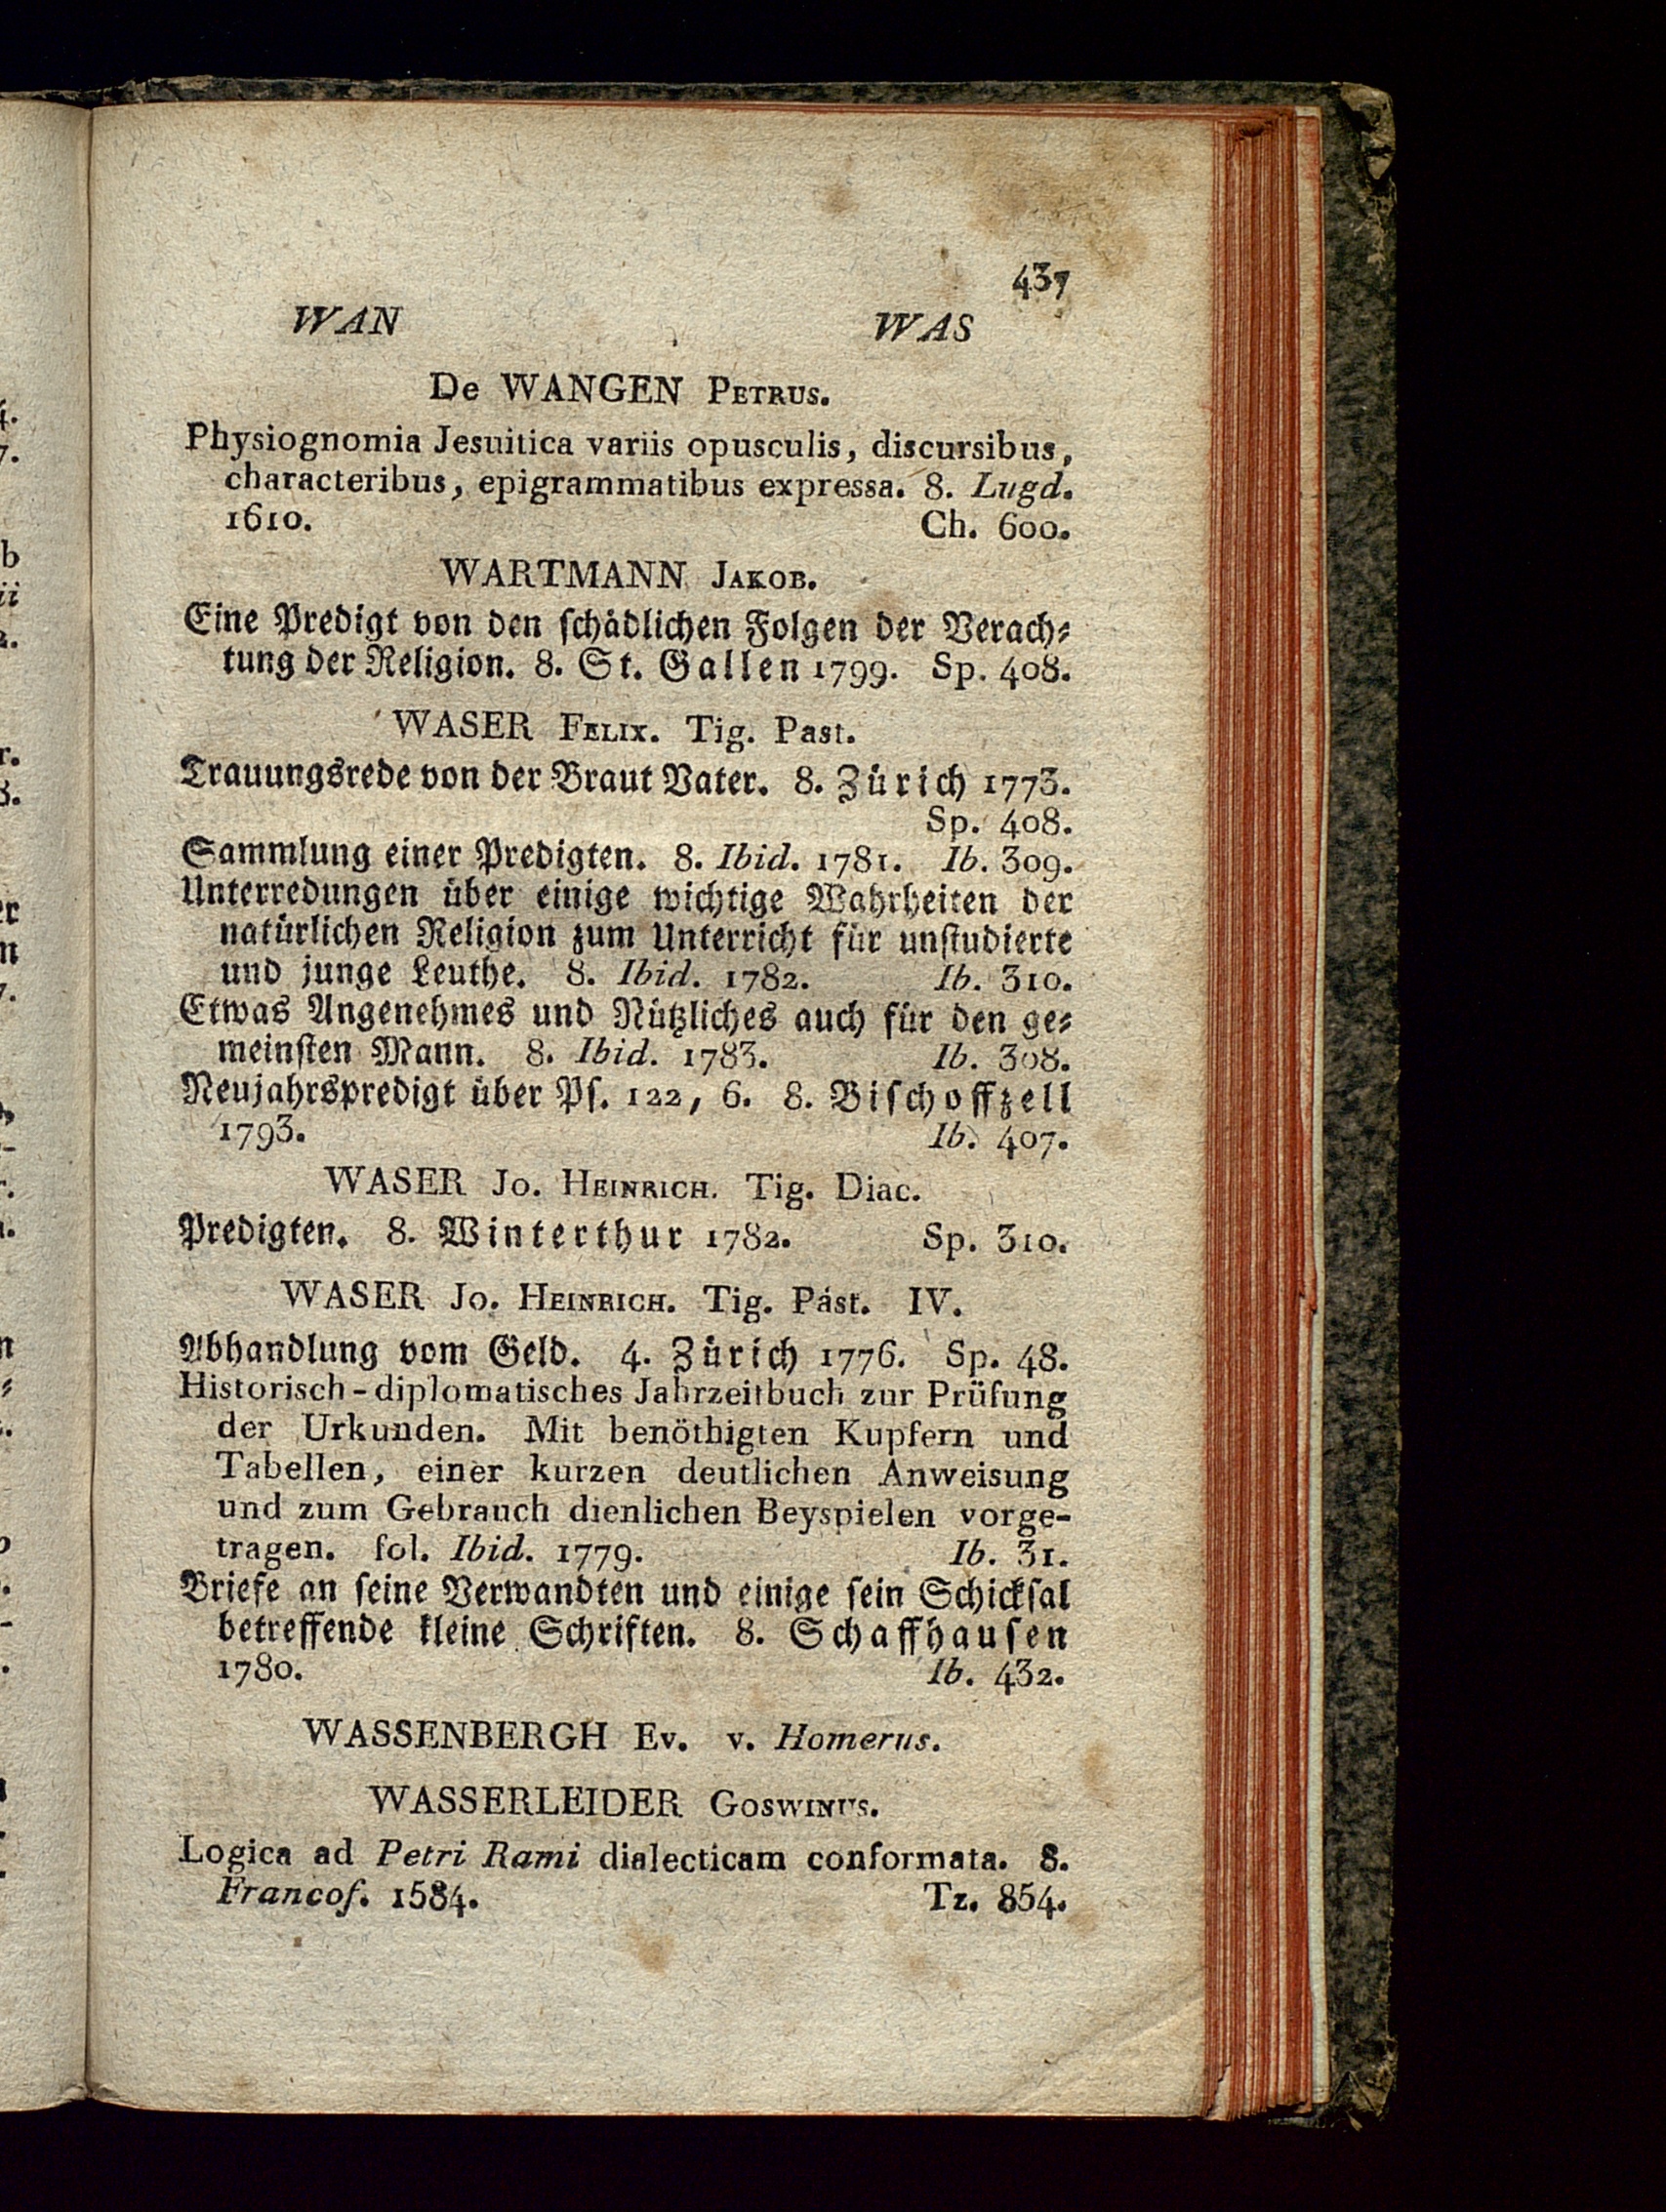 437
WAN WAS
De WANGEN PETRUS.
Physiognomia Jesuitica variis opusculis, discursibus,
characteribus, epigrammatibus expressa. 8. Lugd.
1610. Ch. 600.
WARTMANN JAKOB.
Eine Predigt von den schådlichen Folgen der Verach-
tung der Religion. 8. St. Gallen 1799. Sp. 408.
WASER FELIX. Tig. Past.
Trauungsrede von der Braut Vater. 8. Zürich 1773.
Sp. 408.
Sammlung einer Predigten. 8. Ibid. 1781. Ib. 309.
Unterredungen über einige wichtige Wahrheiten der
natürlichen Religion zum Unterricht für unstudierte
und junge Leuthe. 8. Ibid. 1782. Ib. 310.
Etwas Angenehmes und Nützliches auch für den ge-
meinsten Mann. 8. Ibid. 1783. Ib. 308.
Neujahrspredigt über Ps. 122, 6. 8. Bischoffzell
1793. Ib. 407.
WASER JO. HEINRICH. Tig. Diac.
Predigten. 8. Winterthur 1782. Sp. 310.
WASER JO. HEINRICH. Tig. Past. IV.
Abhandlung vom Geld. 4. Zürich 1776. Sp. 48.
Historisch-diplomatisches Jahrzeitbuch zur Prüfung
der Urkunden. Mit benöthigten Kupfern und
Tabellen, einer kurzen deutlichen Anweisung
und zum Gebrauch dienlichen Beyspielen vorge-
tragen. fol. Ibid. 1779. Ib. 31.
Briefe an seine Verwandten und einige sein Schicksal
betreffende kleine Schriften. 8. Schaffhausen
1780. Ib. 432.
WASSENBERGH Ev. v. Homerus.
WASSERLEIDER GOSWINUS.
Logica ad Petri Rami dialecticam conformata. 8.
Francof. 1584. Tz. 854.